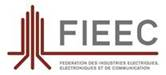 FIEEC
FEDERATION DES INDUSTRIES ELECTRIQUES,
ELECTRONIQUES ET DE COMMUNICATION